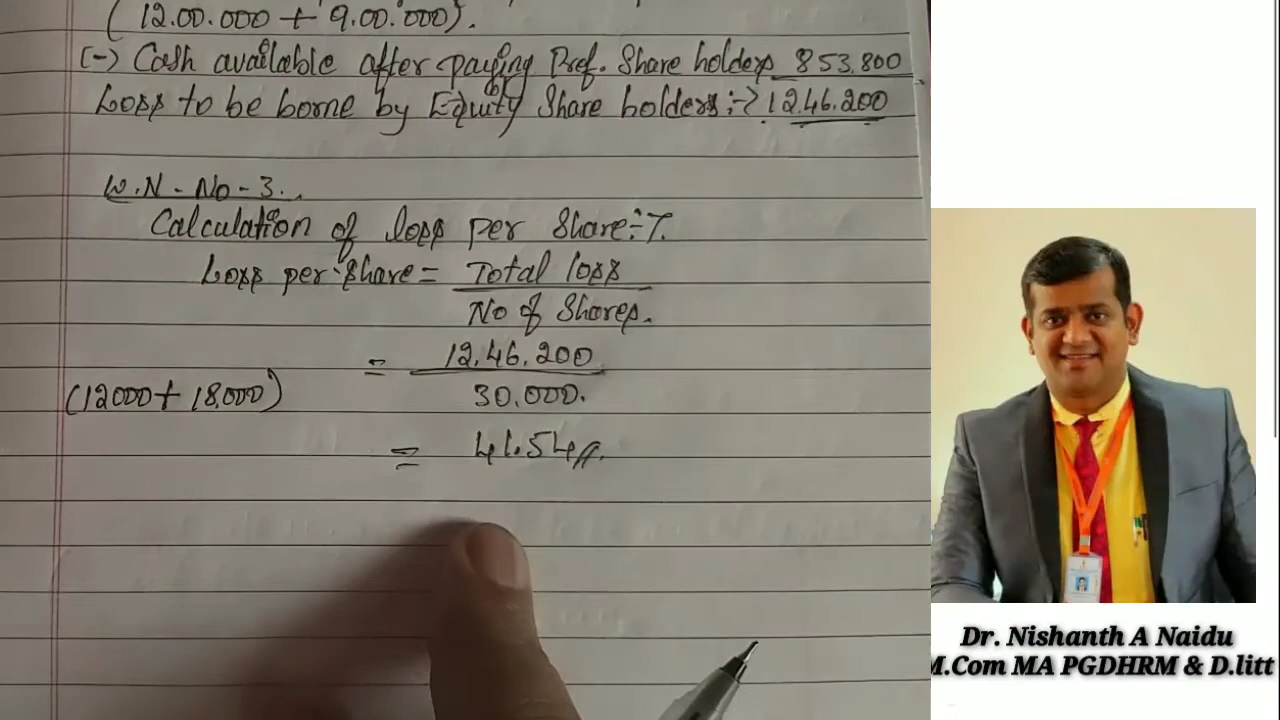 (12.00.000 + 9.00.000).
(-) Cash available after paying Pref. Share holders 853.800
Loss to be borne by Equity Share holders :-> 12.46.200
W.N - No - 3.
Calculation of loss per Share :-
Loss per Share = Total loss
No of Shares.
= 12.46.200
(12000 + 18.000) 30.000.
= 41.54
Dr. Nishanth A Naidu
M.Com MA PGDHRM & D.litt